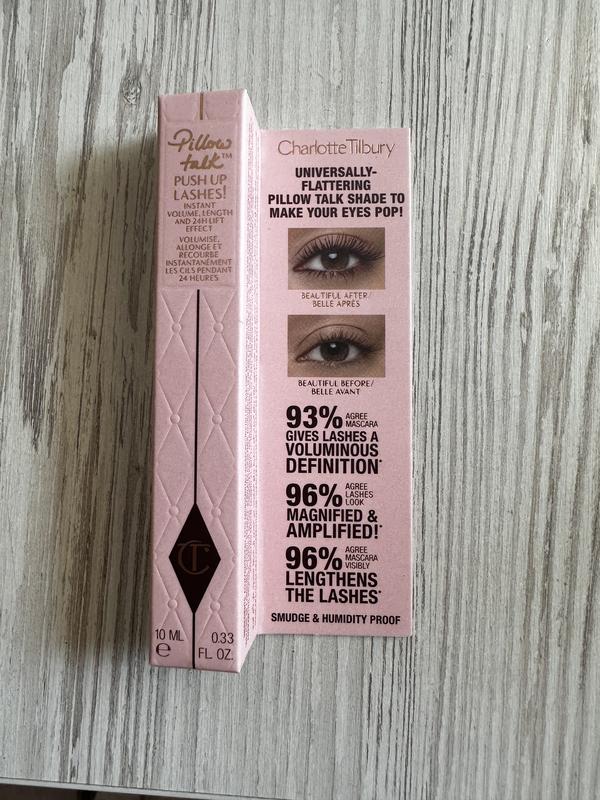 Pillow
talk™
PUSH UP
LASHES!
INSTANT
VOLUME, LENGTH
AND 24H LIFT
EFFECT
VOLUMISE,
ALLONGE ET
RECOURBE
INSTANTANÉMENT
LES CILS PENDANT
24 HEURES
CT
10 ML 0.33
e FL. OZ.
Charlotte Tilbury
UNIVERSALLY-
FLATTERING
PILLOW TALK SHADE TO
MAKE YOUR EYES POP!
BEAUTIFUL AFTER/
BELLE APRÈS
BEAUTIFUL BEFORE/
BELLE AVANT
93% AGREE
MASCARA
GIVES LASHES A
VOLUMINOUS
DEFINITION*
96% AGREE
LASHES
LOOK
MAGNIFIED &
AMPLIFIED!*
96% AGREE
MASCARA
VISIBLY
LENGTHENS
THE LASHES*
SMUDGE & HUMIDITY PROOF